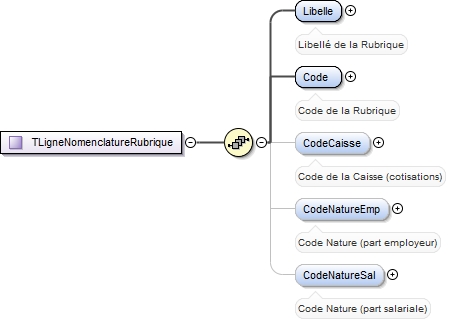 Libelle
Libellé de la Rubrique
Code
Code de la Rubrique
TLigneNomenclatureRubrique
CodeCaisse
Code de la Caisse (cotisations)
CodeNatureEmp
Code Nature (part employeur)
CodeNatureSal
Code Nature (part salariale)